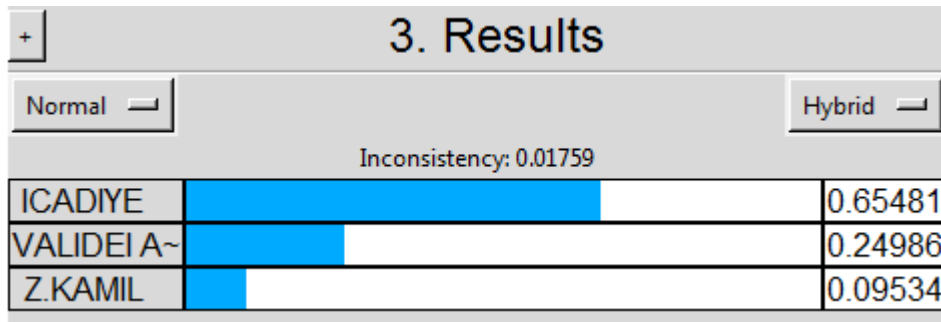 + 3. Results
Normal Hybrid
Inconsistency: 0.01759
ICADIYE 0.65481
VALIDEI A~ 0.24986
Z.KAMIL 0.09534